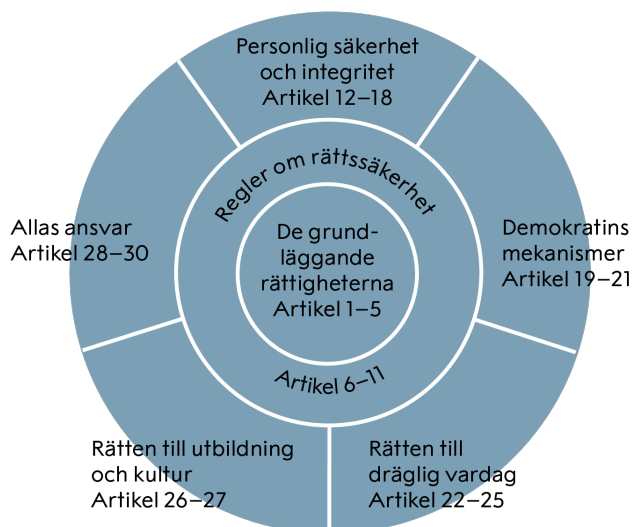 Personlig säkerhet
och integritet
Artikel 12–18
Regler om rättssäkerhet
Allas ansvar
Artikel 28–30
De grund-
läggande
rättigheterna
Artikel 1–5
Demokratins
mekanismer
Artikel 19–21
Artikel 6–11
Rätten till utbildning
och kultur
Artikel 26–27
Rätten till
dräglig vardag
Artikel 22–25